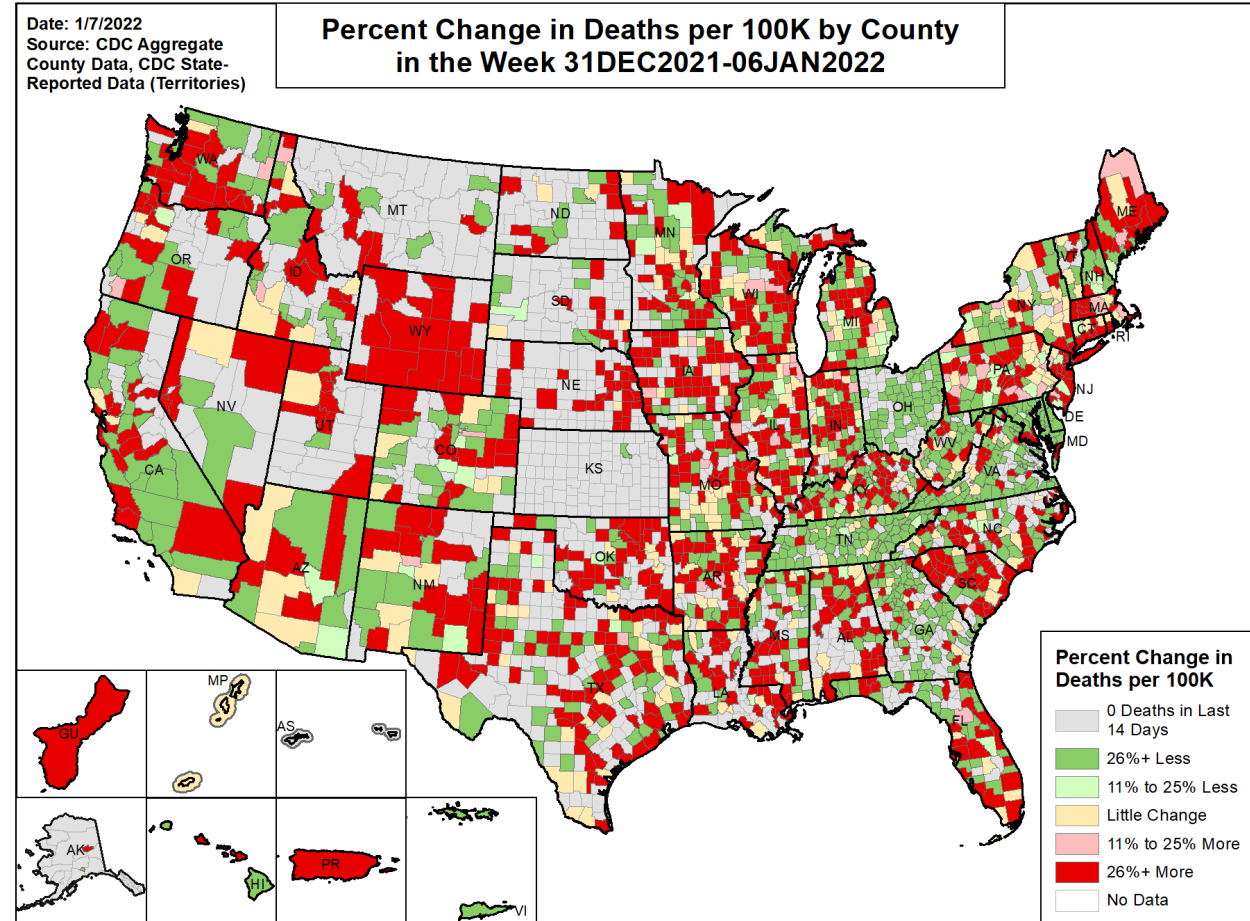 Date: 1/7/2022
Source: CDC Aggregate
County Data, CDC State-
Reported Data (Territories)
Percent Change in Deaths per 100K by County
in the Week 31DEC2021-06JAN2022
WA
MT
ND
MN
ME
OR
ID
SD
WI
VT
NH
NY
MA
WY
MI
CT
RI
IA
PA
NE
NJ
NV
UT
OH
DE
IL
IN
MD
CO
WV
CA
KS
MO
KY
VA
NC
TN
OK
AZ
NM
AR
SC
MS
AL
GA
TX
LA
FL
MP
GU
AS
AK
HI
PR
VI
Percent Change in
Deaths per 100K
0 Deaths in Last
14 Days
26%+ Less
11% to 25% Less
Little Change
11% to 25% More
26%+ More
No Data